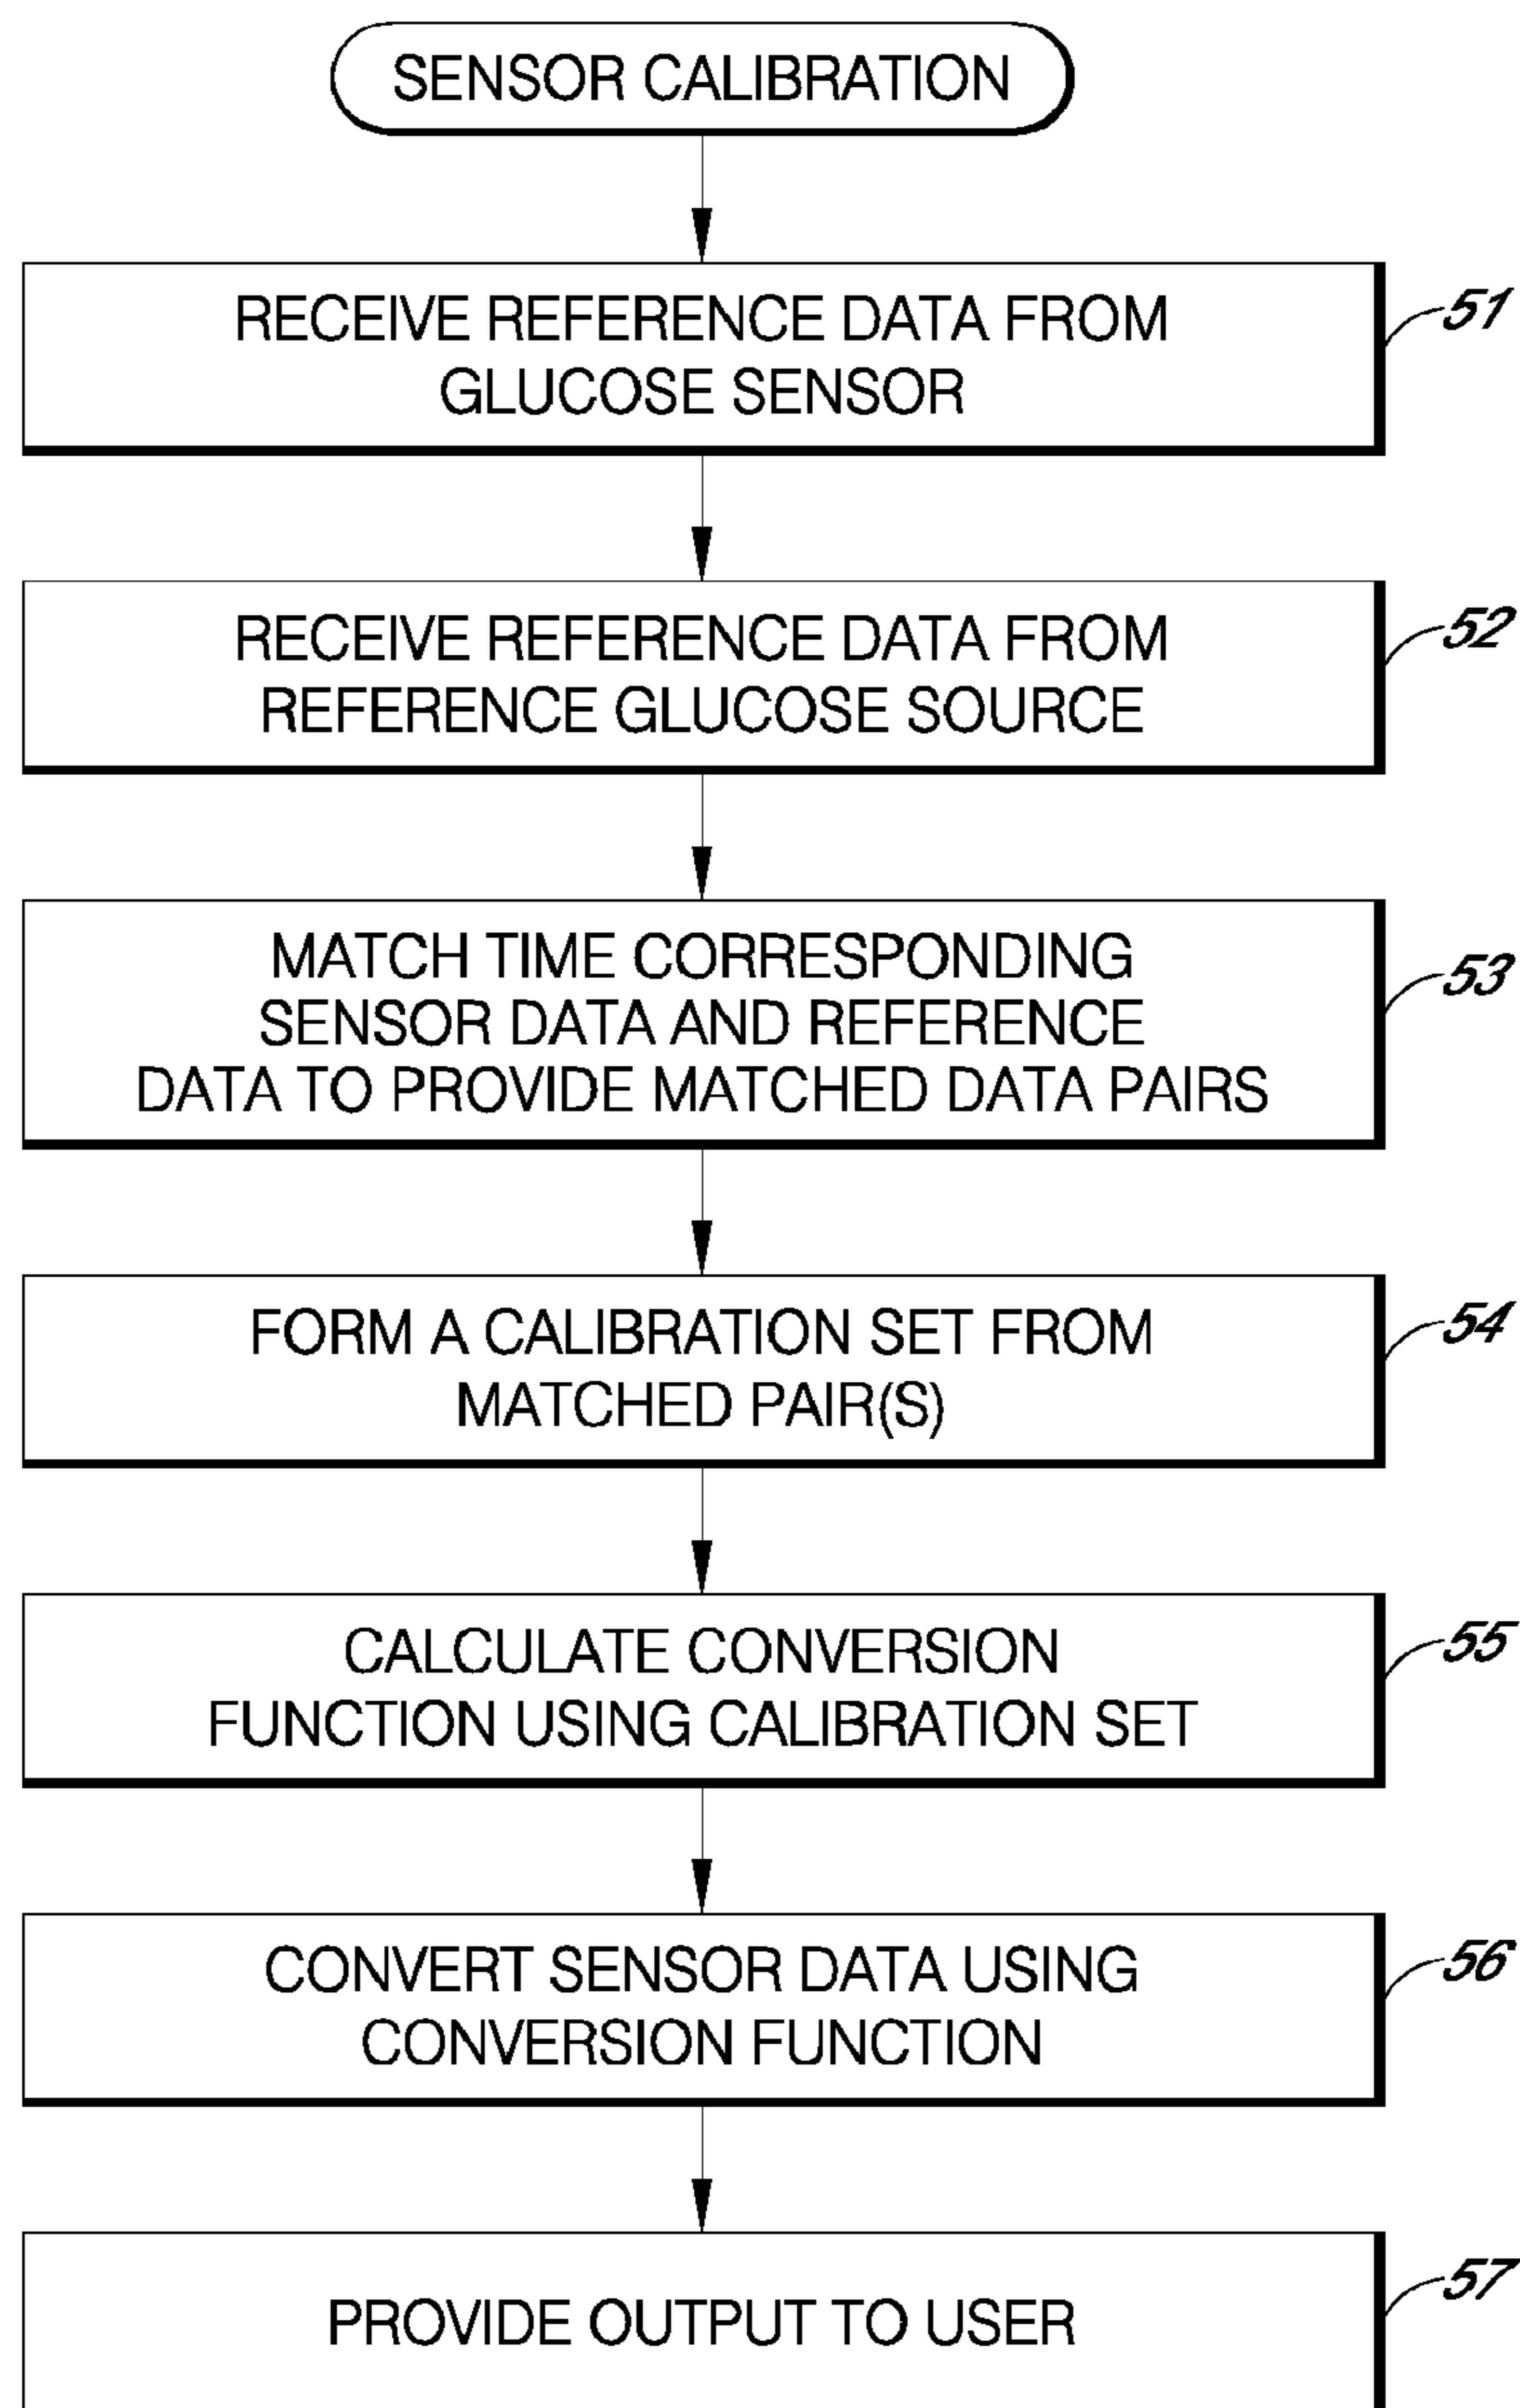 SENSOR CALIBRATION
RECEIVE REFERENCE DATA FROM
GLUCOSE SENSOR
51
RECEIVE REFERENCE DATA FROM
REFERENCE GLUCOSE SOURCE
52
MATCH TIME CORRESPONDING
SENSOR DATA AND REFERENCE
DATA TO PROVIDE MATCHED DATA PAIRS
53
FORM A CALIBRATION SET FROM
MATCHED PAIR(S)
54
CALCULATE CONVERSION
FUNCTION USING CALIBRATION SET
55
CONVERT SENSOR DATA USING
CONVERSION FUNCTION
56
PROVIDE OUTPUT TO USER
57